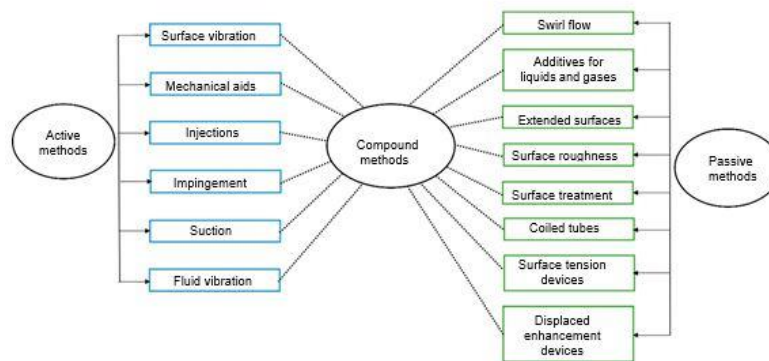 Active
methods
Surface vibration
Mechanical aids
Injections
Impingement
Suction
Fluid vibration
Compound
methods
Swirl flow
Additives for
liquids and gases
Extended surfaces
Surface roughness
Surface treatment
Coiled tubes
Surface tension
devices
Displaced
enhancement
devices
Passive
methods